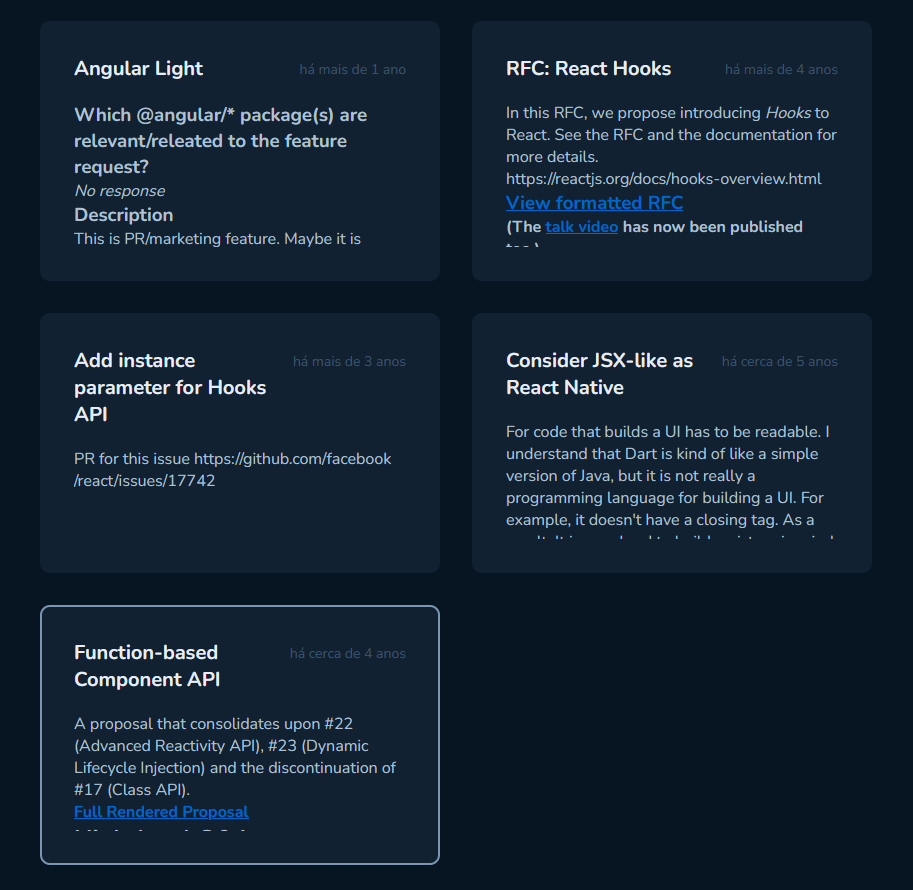 Angular Light
há mais de 1 ano
Which @angular/* package(s) are
relevant/releated to the feature
request?
No response
Description
This is PR/marketing feature. Maybe it is
RFC: React Hooks
há mais de 4 anos
In this RFC, we propose introducing Hooks to
React. See the RFC and the documentation for
more details.
https://reactjs.org/docs/hooks-overview.html
View formatted RFC
(The talk video has now been published
Add instance
há mais de 3 anos
parameter for Hooks
API
PR for this issue https://github.com/facebook
/react/issues/17742
Consider JSX-like as
há cerca de 5 anos
React Native
For code that builds a UI has to be readable. I
understand that Dart is kind of like a simple
version of Java, but it is not really a
programming language for building a UI. For
example, it doesn't have a closing tag. As a
Function-based
há cerca de 4 anos
Component API
A proposal that consolidates upon #22
(Advanced Reactivity API), #23 (Dynamic
Lifecycle Injection) and the discontinuation of
#17 (Class API).
Full Rendered Proposal